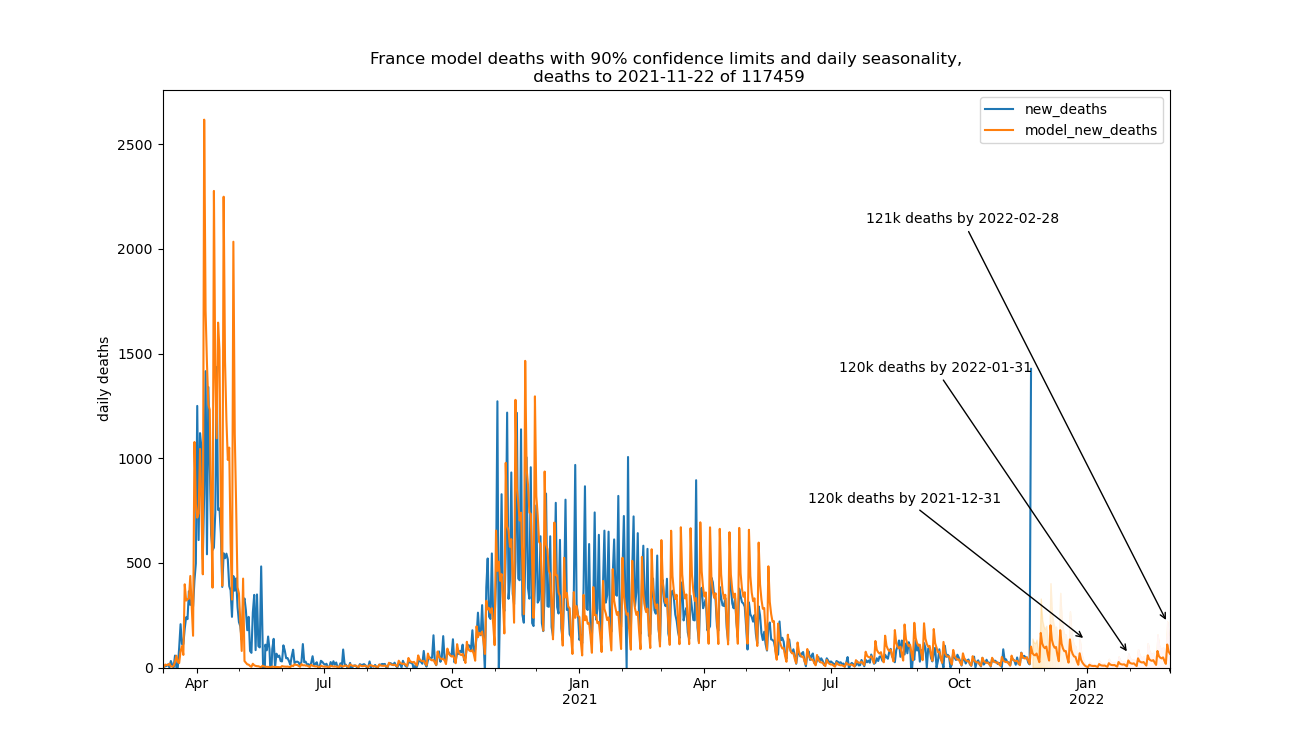 France model deaths with 90% confidence limits and daily seasonality,
deaths to 2021-11-22 of 117459
new_deaths
model_new_deaths
2500
2000
1500
1000
500
0
daily deaths
121k deaths by 2022-02-28
120k deaths by 2022-01-31
120k deaths by 2021-12-31
Apr
Jul
Oct
Jan
2021
Apr
Jul
Oct
Jan
2022